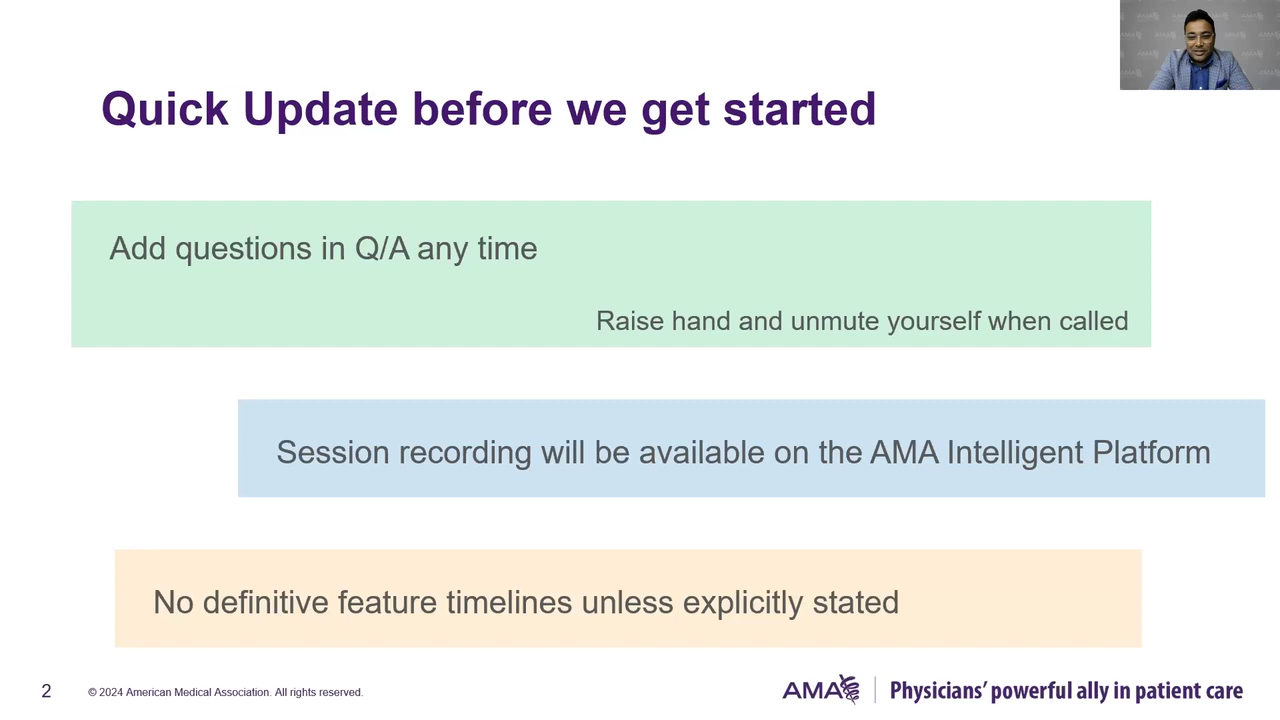 Quick Update before we get started
Add questions in Q/A any time
Raise hand and unmute yourself when called
Session recording will be available on the AMA Intelligent Platform
No definitive feature timelines unless explicitly stated
2
© 2024 American Medical Association. All rights reserved.
AMA
Physicians’ powerful ally in patient care